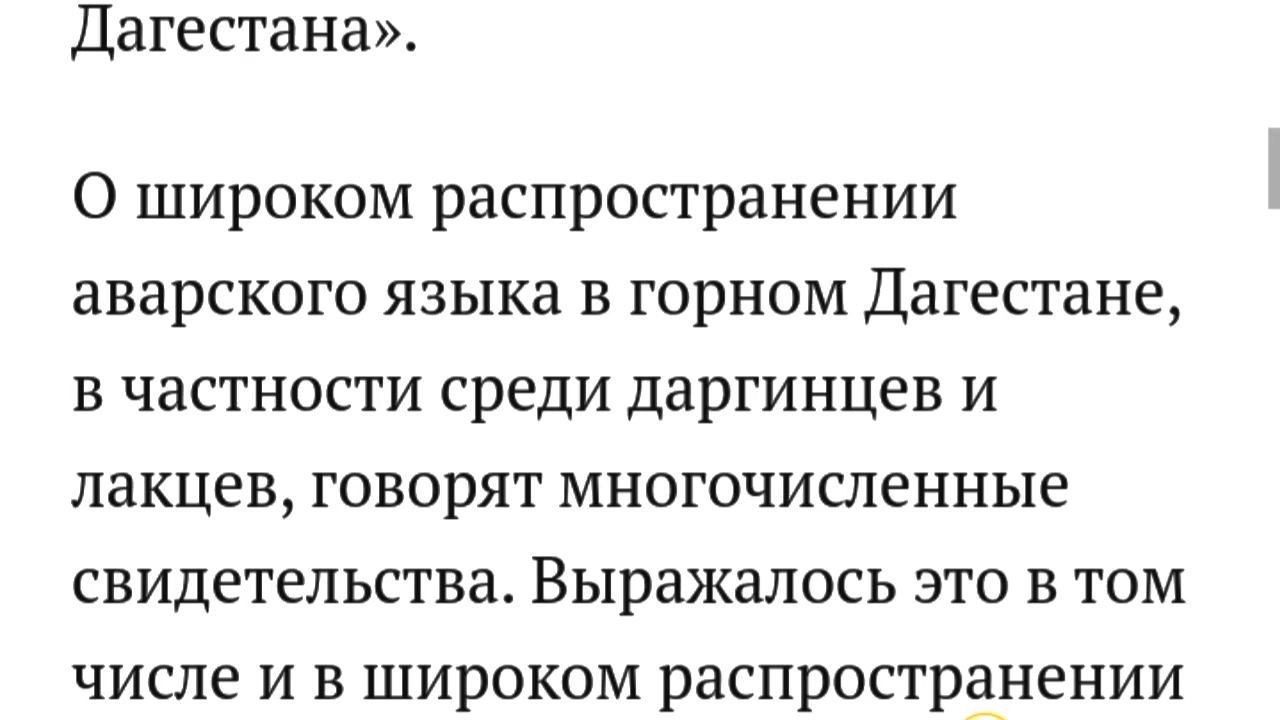 Дагестана».
О широком распространении
аварского языка в горном Дагестане,
в частности среди даргинцев и
лакцев, говорят многочисленные
свидетельства. Выражалось это в том
числе и в широком распространении